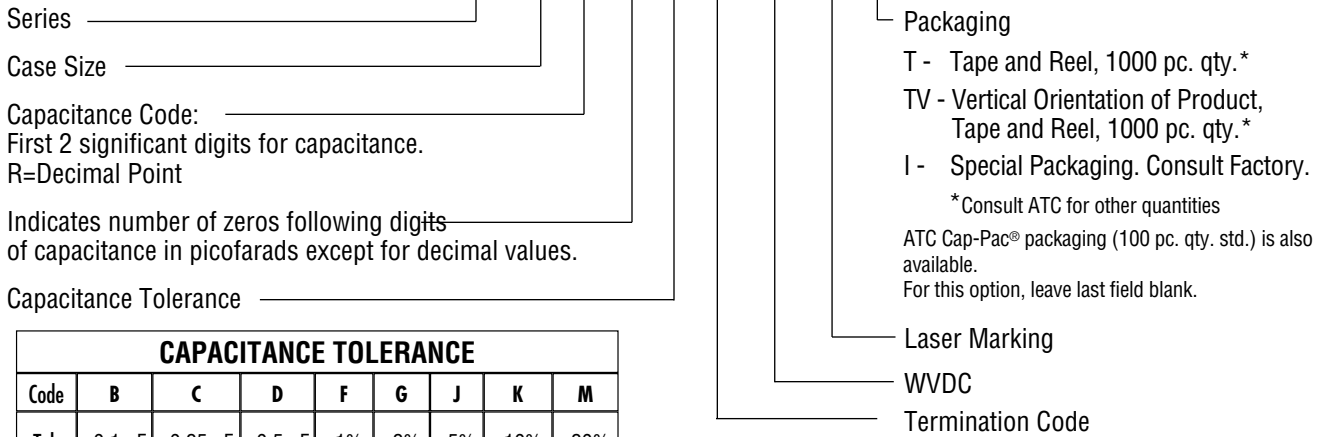 Series
Case Size
Capacitance Code:
First 2 significant digits for capacitance.
R=Decimal Point
Indicates number of zeros following digits
of capacitance in picofarads except for decimal values.
Capacitance Tolerance
CAPACITANCE TOLERANCE
Code B C D F G J K M
Packaging
T - Tape and Reel, 1000 pc. qty.*
TV - Vertical Orientation of Product,
Tape and Reel, 1000 pc. qty.*
I - Special Packaging. Consult Factory.
*Consult ATC for other quantities
ATC Cap-Pac® packaging (100 pc. qty. std.) is also
available.
For this option, leave last field blank.
Laser Marking
WVDC
Termination Code